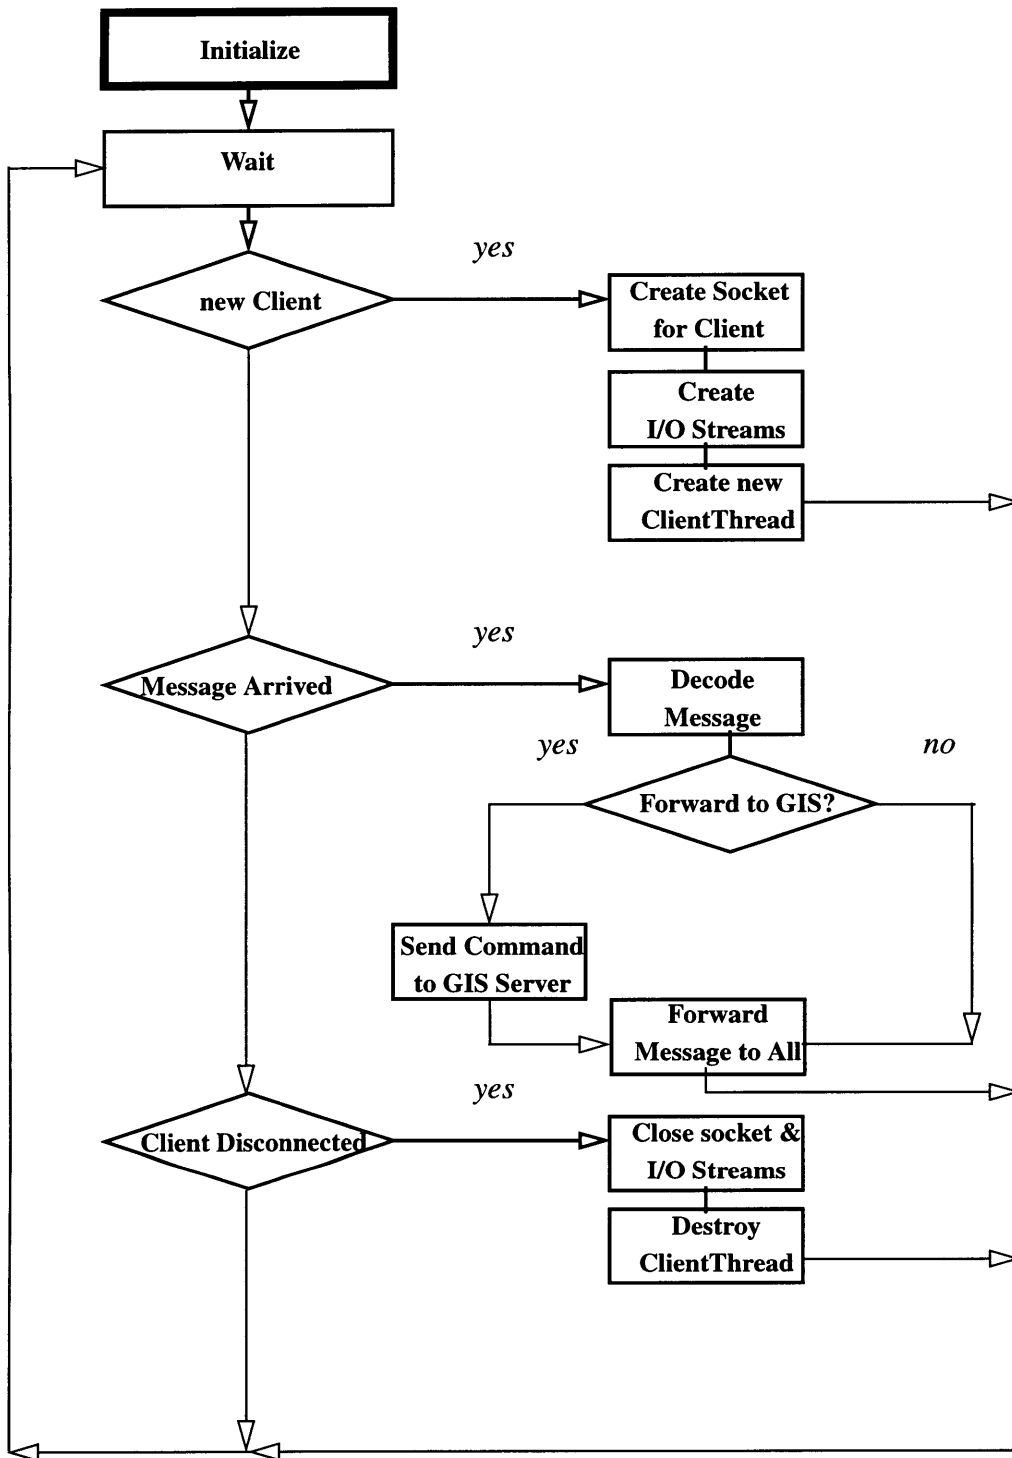 Initialize
Wait
yes
new Client
Create Socket
for Client
Create
I/O Streams
Create new
ClientThread
yes
Message Arrived
Decode
Message
yes
no
Forward to GIS?
Send Command
to GIS Server
Forward
Message to All
yes
Client Disconnected
Close socket &
I/O Streams
Destroy
ClientThread